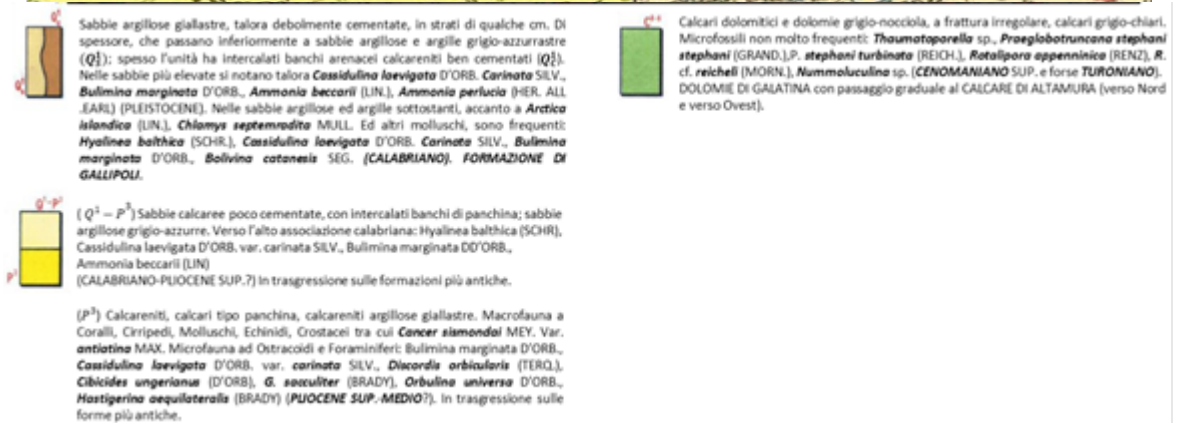 Sabbie argillose giallastre, talora debolmente cementate, in strati di qualche cm. Di
spessore, che passano inferiormente a sabbie argillose e argille grigio-azzurrastre
(Q¹₂); spesso l'unità ha intercalati banchi arenacei calcareniti ben cementati (Q¹₂).
Nelle sabbie più elevate si notano talora Cassidulina laevigata D'ORB. Carinata SILV.,
Bulimina marginata D'ORB., Ammonia beccarii (LIN.), Ammonia perlucia (HER. ALL
.EARL) (PLEISTOCENE). Nelle sabbie argillose ed argille sottostanti, accanto a Arctica
islandica (LIN.), Chlamys septemradita MULL. Ed altri molluschi, sono frequenti:
Hyalinea balthica (SCHR.), Cassidulina laevigata D'ORB. Carinata SILV., Bulimina
marginata D'ORB., Bolivina catanesis SEG. (CALABRIANO). FORMAZIONE DI
GALLIPOLI.
Q¹-P³
P³
( Q¹ − P³) Sabbie calcaree poco cementate, con intercalati banchi di panchina; sabbie
argillose grigio-azzurre. Verso l'alto associazione calabriana: Hyalinea balthica (SCHR),
Cassidulina laevigata D'ORB. var. carinata SILV., Bulimina marginata DD'ORB.,
Ammonia beccarii (LIN)
(CALABRIANO-PLIOCENE SUP.?) In trasgressione sulle formazioni più antiche.
(P³) Calcareniti, calcari tipo panchina, calcareniti argillose giallastre. Macrofauna a
Coralli, Cirripedi, Molluschi, Echinidi, Crostacei tra cui Cancer sismondai MEY. Var.
antiatina MAX. Microfauna ad Ostracoidi e Foraminiferi: Bulimina marginata D'ORB.,
Cassidulina laevigata D'ORB. var. carinata SILV., Discordis orbicularis (TERQ.),
Cibicides ungerianus (D'ORB), G. sacculiter (BRADY), Orbulina universa D'ORB.,
Hastigerina aequilateralis (BRADY) (PLIOCENE SUP.-MEDIO?). In trasgressione sulle
forme più antiche.
Calcari dolomitici e dolomie grigio-nocciola, a frattura irregolare, calcari grigio-chiari.
Microfossili non molto frequenti: Thaumatoporella sp., Praeglobotruncana stephani
stephani (GRAND.),P. stephani turbinata (REICH.), Rotalipora appenninica (RENZ), R.
cf. reicheli (MORN.), Nummoluculina sp. (CENOMANIANO SUP. e forse TURONIANO).
DOLOMIE DI GALATINA con passaggio graduale al CALCARE DI ALTAMURA (verso Nord
e verso Ovest).